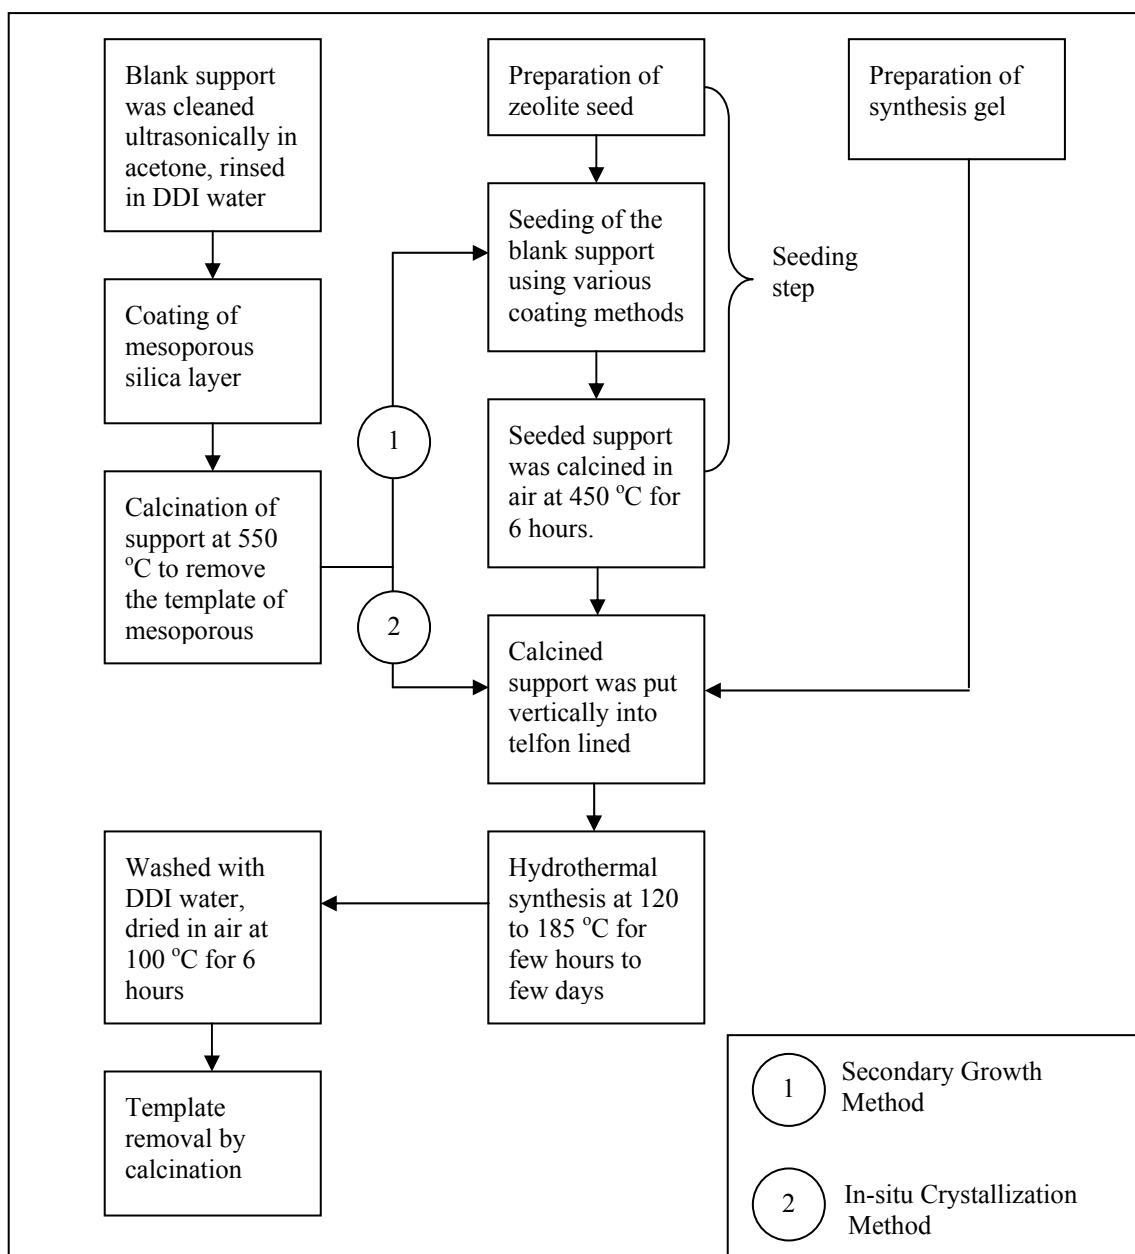 Blank support
was cleaned
ultrasonically in
acetone, rinsed
in DDI water
Coating of
mesoporous
silica layer
Calcination of
support at 550
°C to remove
the template of
mesoporous
1
2
Preparation of
zeolite seed
Seeding of the
blank support
using various
coating methods
Seeded support
was calcined in
air at 450 °C for
6 hours.
Seeding
step
Preparation of
synthesis gel
Calcined
support was put
vertically into
telfon lined
Hydrothermal
synthesis at 120
to 185 °C for
few hours to
few days
Washed with
DDI water,
dried in air at
100 °C for 6
hours
Template
removal by
calcination
1
Secondary Growth
Method
2
In-situ Crystallization
Method